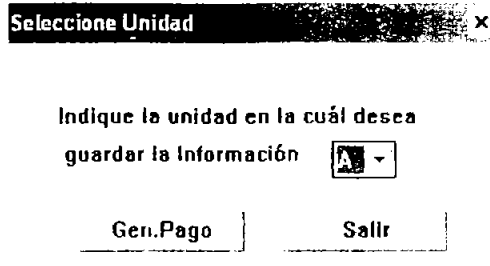 Seleccione Unidad
Indique la unidad en la cuál desea
guardar la Información A
Gen.Pago Salir